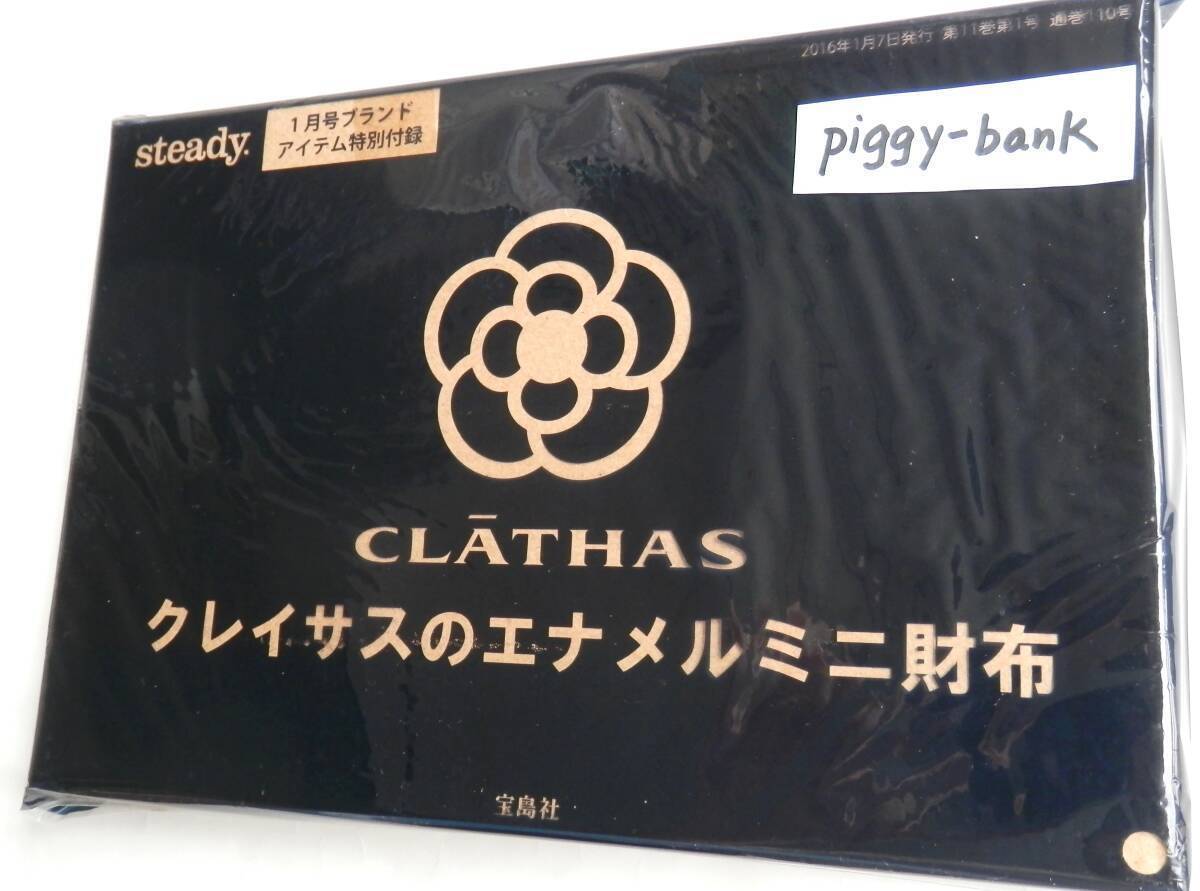 2016年1月7日発行 第11巻第1号 通巻110号
steady.
1月号ブランド
アイテム特別付録
piggy-bank
CLĀTHAS
クレイサスのエナメルミニ財布
宝島社